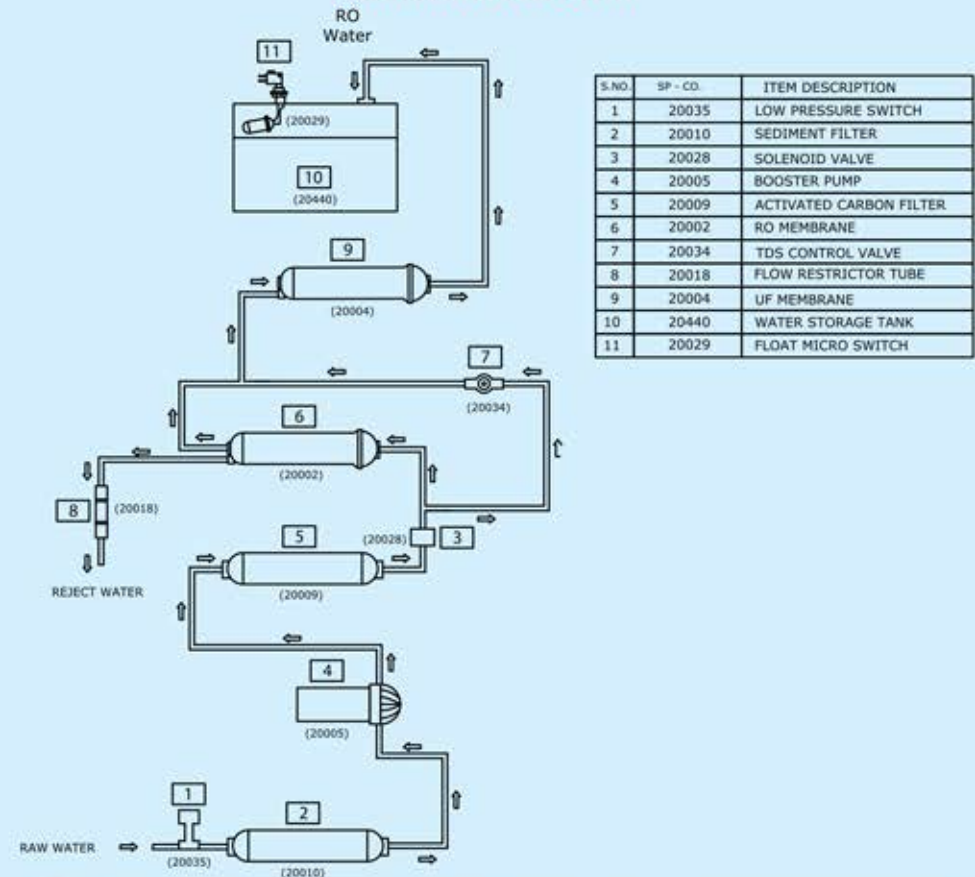 RO
Water
11
(20029)
10
(20440)
9
(20004)
7
(20034)
6
(20002)
8
(20018)
REJECT WATER
(20028)
3
5
(20009)
4
(20005)
1
2
RAW WATER
(20035)
(20010)
S.NO. SP - CO. ITEM DESCRIPTION
1 20035 LOW PRESSURE SWITCH
2 20010 SEDIMENT FILTER
3 20028 SOLENOID VALVE
4 20005 BOOSTER PUMP
5 20009 ACTIVATED CARBON FILTER
6 20002 RO MEMBRANE
7 20034 TDS CONTROL VALVE
8 20018 FLOW RESTRICTOR TUBE
9 20004 UF MEMBRANE
10 20440 WATER STORAGE TANK
11 20029 FLOAT MICRO SWITCH